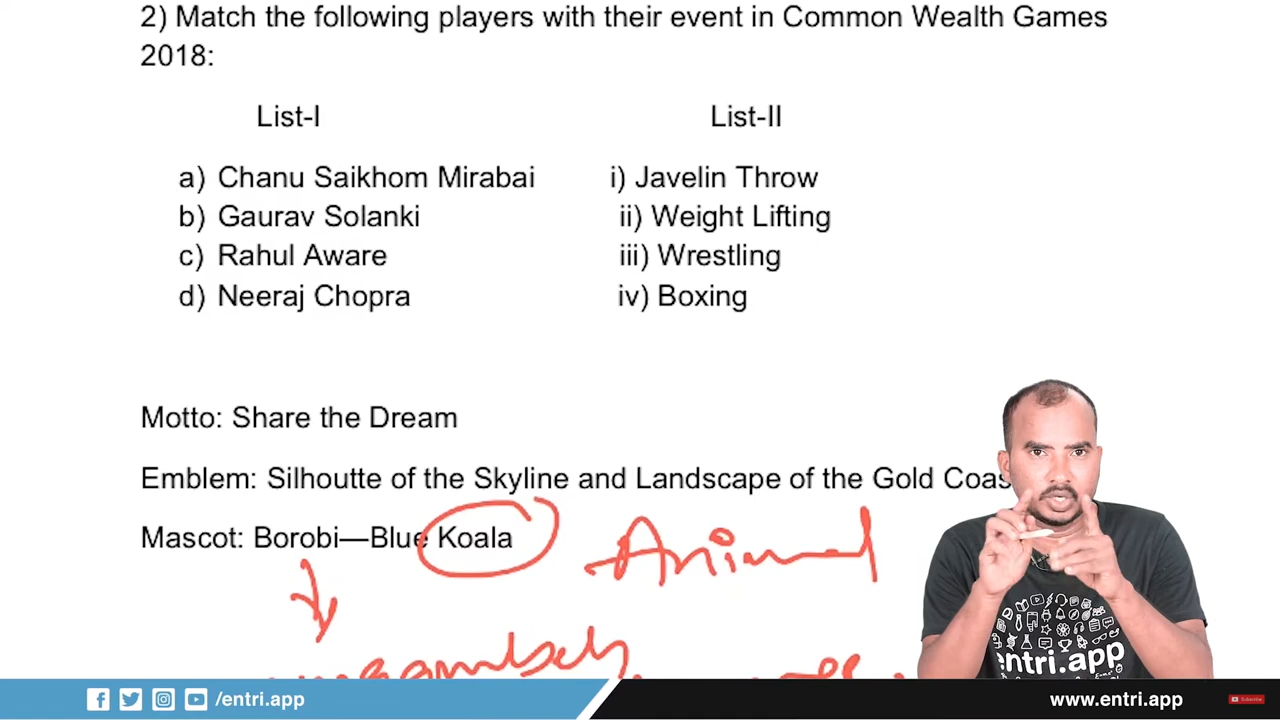 2) Match the following players with their event in Common Wealth Games
2018:
List-I List-II
a) Chanu Saikhom Mirabai i) Javelin Throw
b) Gaurav Solanki ii) Weight Lifting
c) Rahul Aware iii) Wrestling
d) Neeraj Chopra iv) Boxing
Motto: Share the Dream
Emblem: Silhoutte of the Skyline and Landscape of the Gold Coas
Mascot: Borobi—Blue Koala
Animal
entri.app
/entri.app
www.entri.app
Subscribe